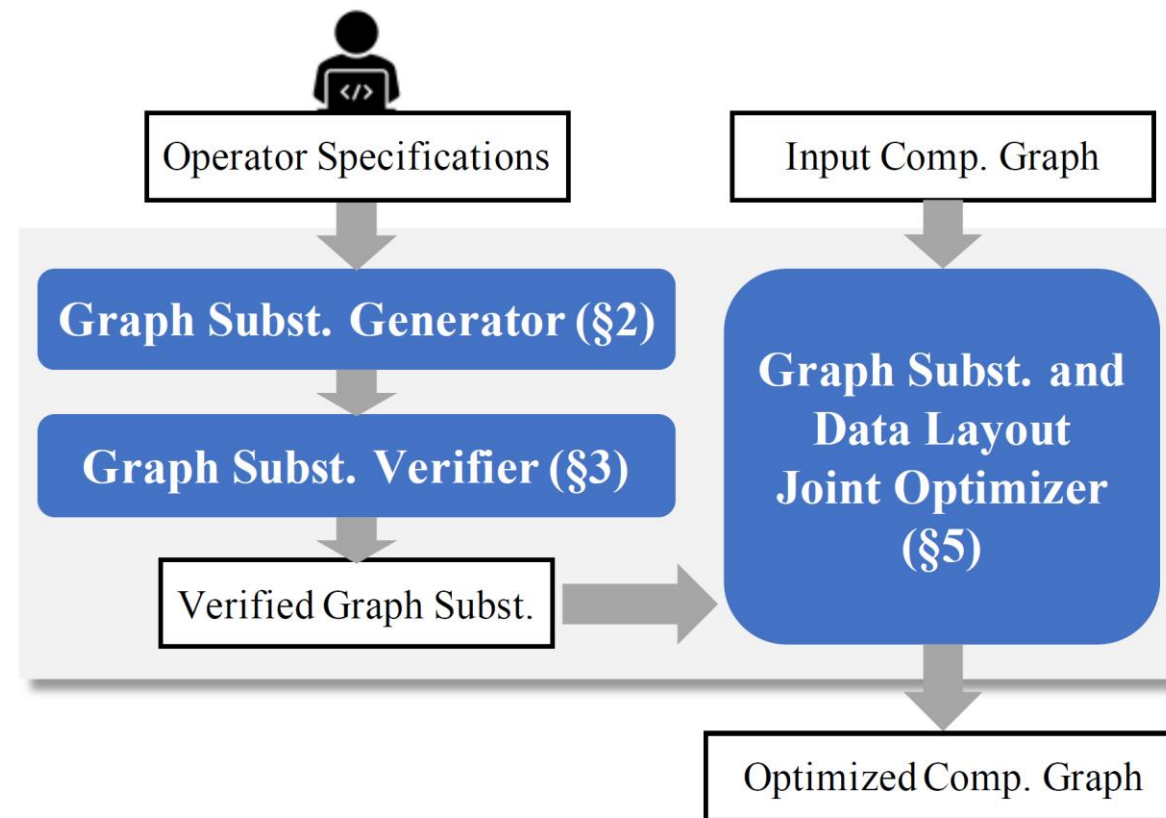 </>
Operator Specifications
Input Comp. Graph
Graph Subst. Generator (§2)
Graph Subst. Verifier (§3)
Verified Graph Subst.
Graph Subst. and
Data Layout
Joint Optimizer
(§5)
Optimized Comp. Graph